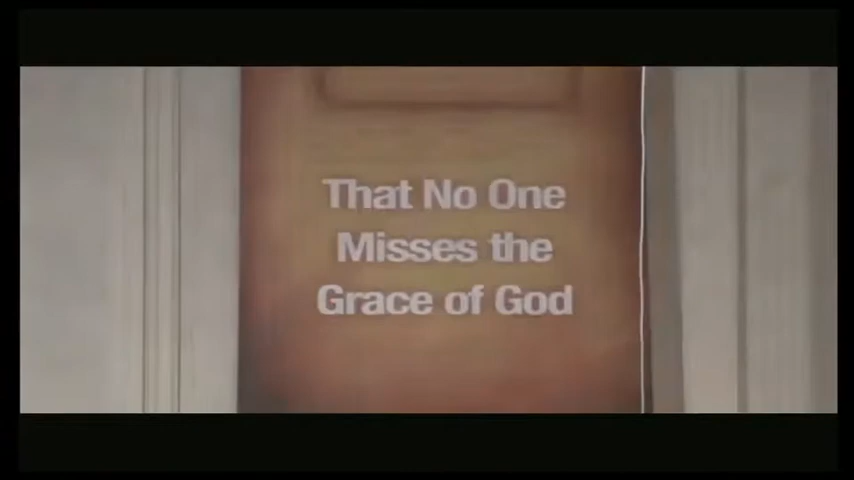 That No One
Misses the
Grace of God